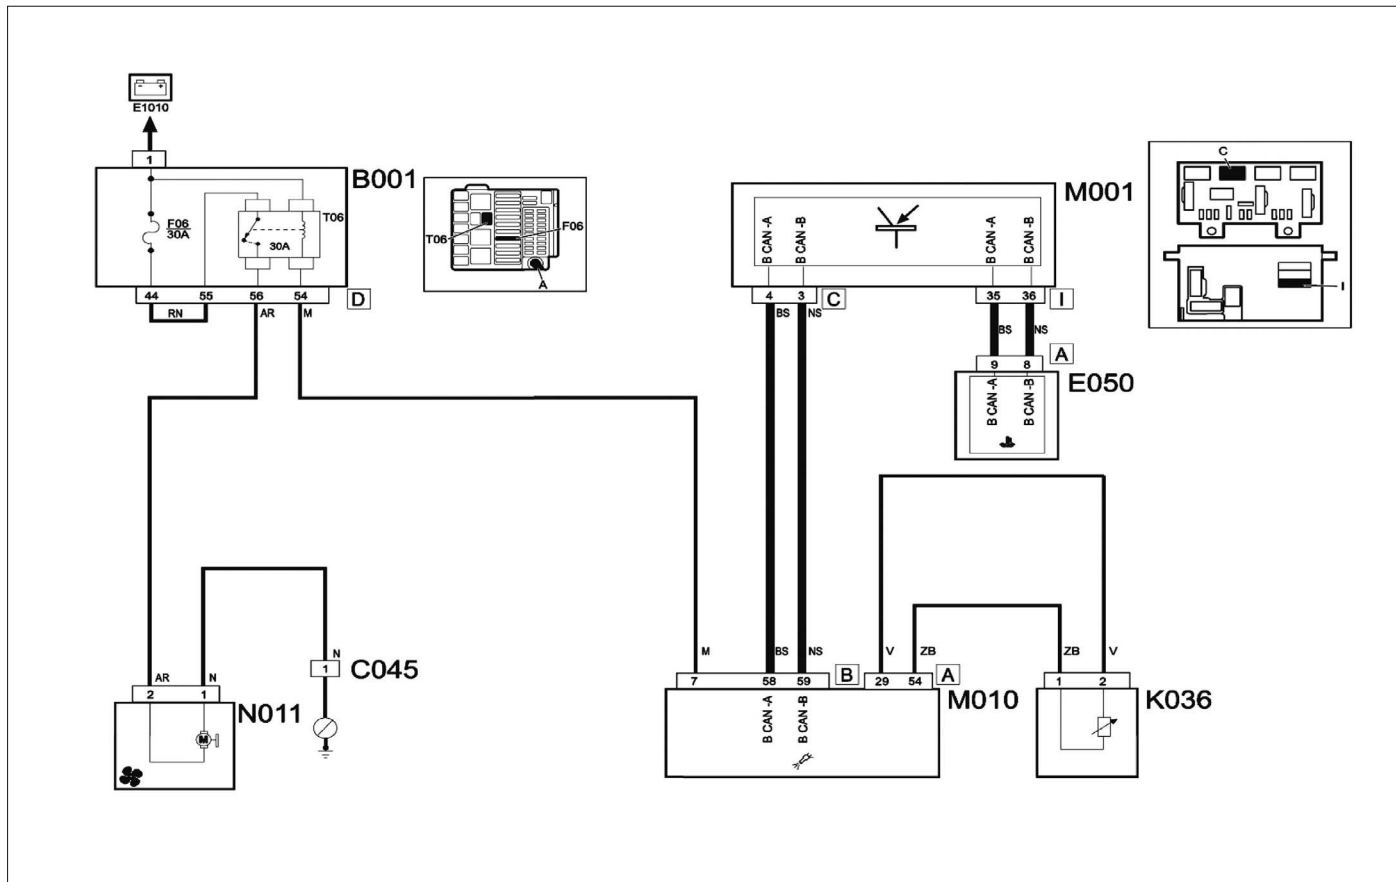 E1010
1
B001
F06
30A
T06
30A
44 55 56 54 D
RN AR M
T06 F06
A
M001
B CAN -A B CAN -B B CAN -A B CAN -B
4 3 C 35 36 I
BS NS BS NS
C
I
A
9 8
E050
B CAN -A B CAN -B
N
1 C045
AR N
2 1
N011
M
M BS NS V ZB
7 58 59 B 29 54 A
M010
B CAN -A B CAN -B
ZB V
1 2
K036